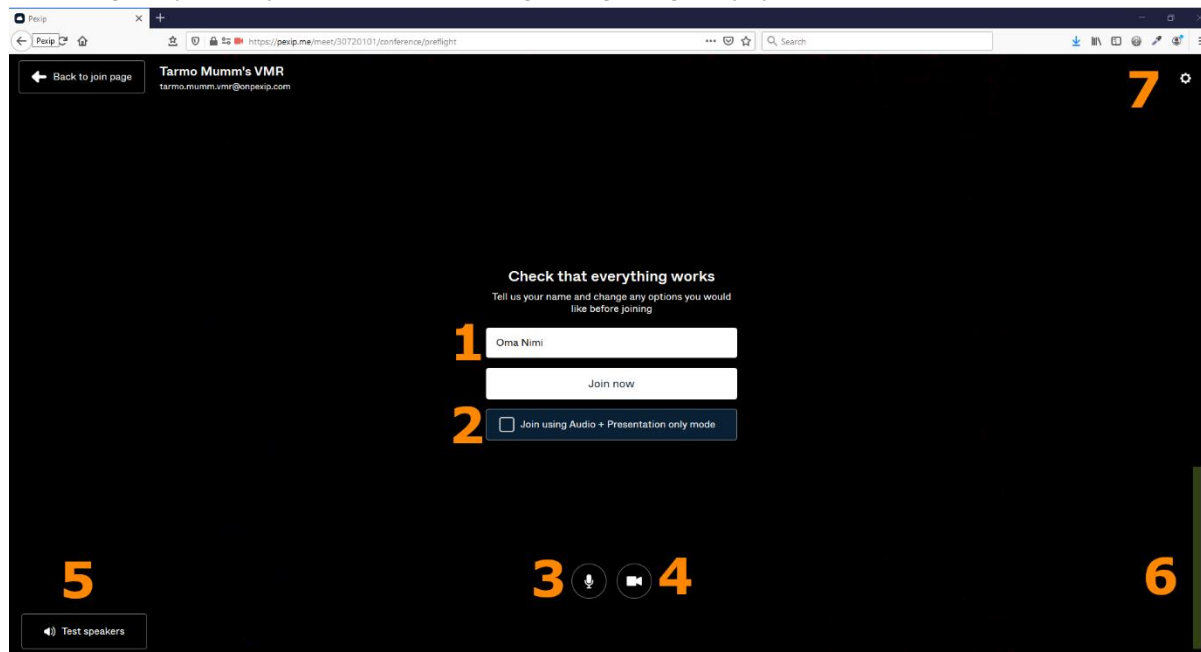 Pexip
Pexip
https://pexip.me/meet/30720101/conference/preflight
Search
Back to join page
Tarmo Mumm's VMR
tarmo.mumm.vmr@onpexip.com
7
Check that everything works
Tell us your name and change any options you would
like before joining
1
Oma Nimi
Join now
2
Join using Audio + Presentation only mode
5
3
4
6
Test speakers